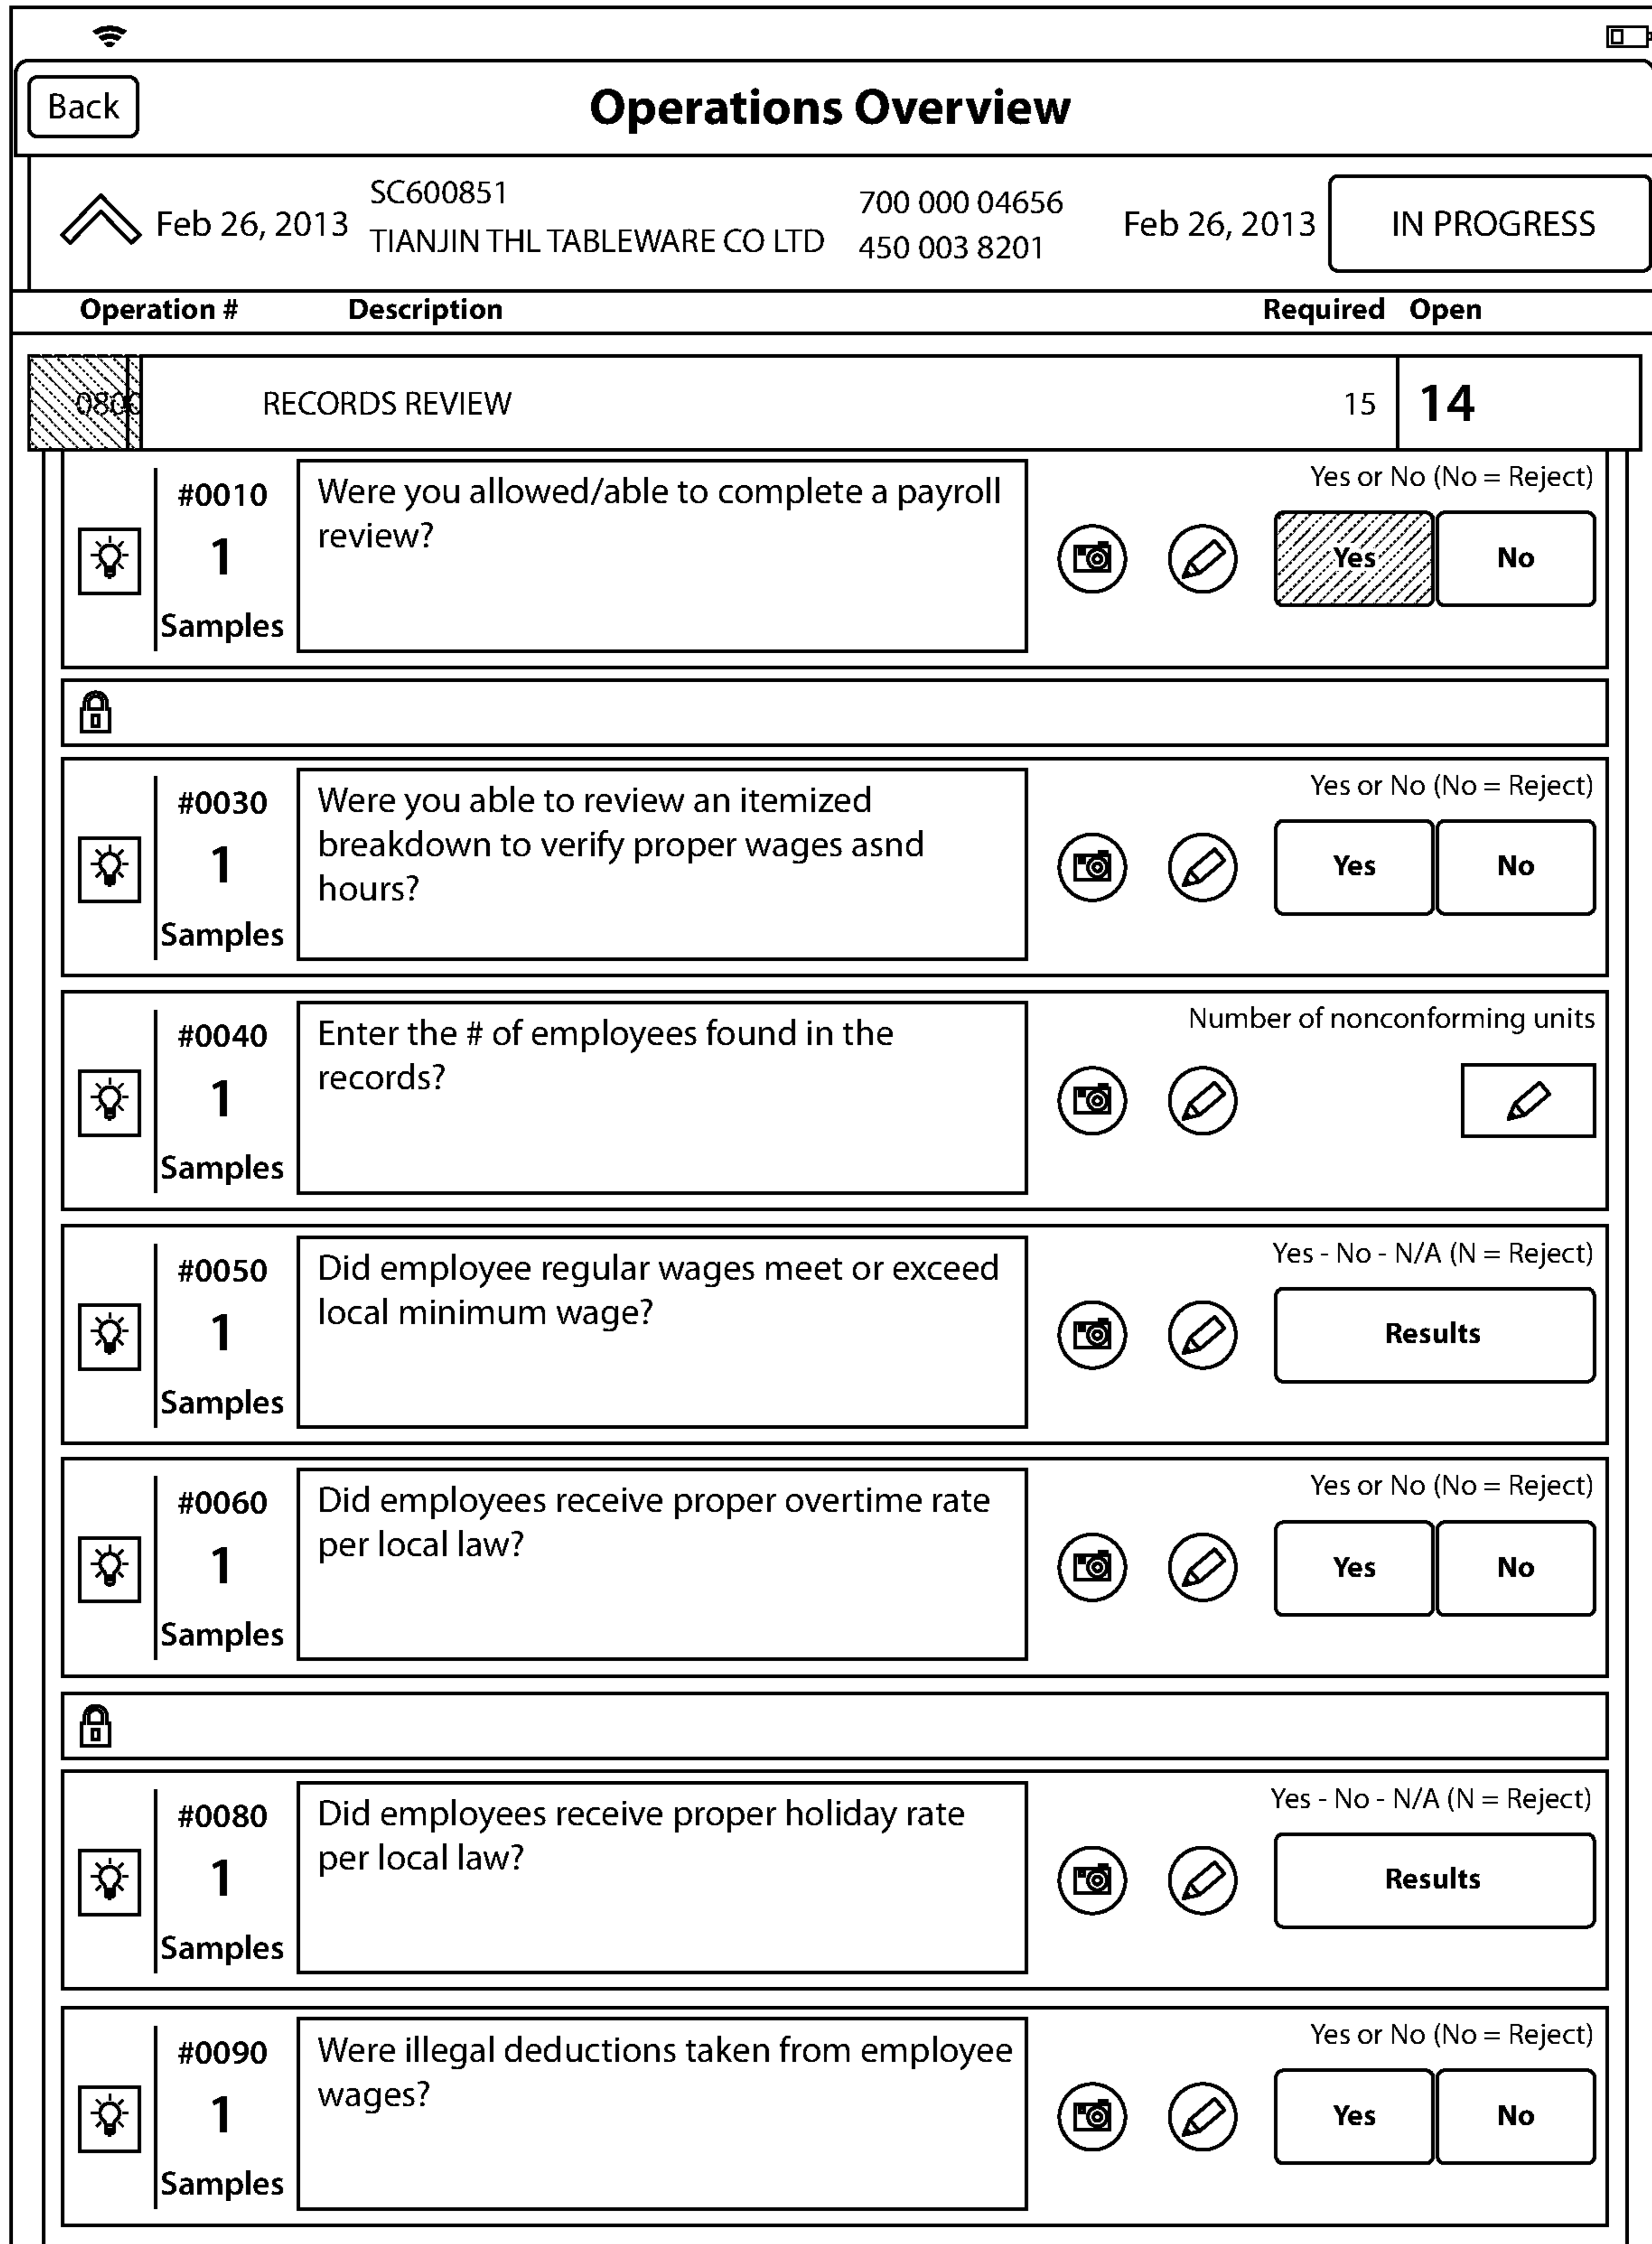 Back
Operations Overview
Feb 26, 2013
SC600851
TIANJIN THL TABLEWARE CO LTD
700 000 04656
450 003 8201
Feb 26, 2013
IN PROGRESS
Operation # Description Required Open
0800 RECORDS REVIEW 15 14
#0010
1
Samples
Were you allowed/able to complete a payroll
review?
Yes or No (No = Reject)
Yes No
#0030
1
Samples
Were you able to review an itemized
breakdown to verify proper wages asnd
hours?
Yes or No (No = Reject)
Yes No
#0040
1
Samples
Enter the # of employees found in the
records?
Number of nonconforming units
#0050
1
Samples
Did employee regular wages meet or exceed
local minimum wage?
Yes - No - N/A (N = Reject)
Results
#0060
1
Samples
Did employees receive proper overtime rate
per local law?
Yes or No (No = Reject)
Yes No
#0080
1
Samples
Did employees receive proper holiday rate
per local law?
Yes - No - N/A (N = Reject)
Results
#0090
1
Samples
Were illegal deductions taken from employee
wages?
Yes or No (No = Reject)
Yes No